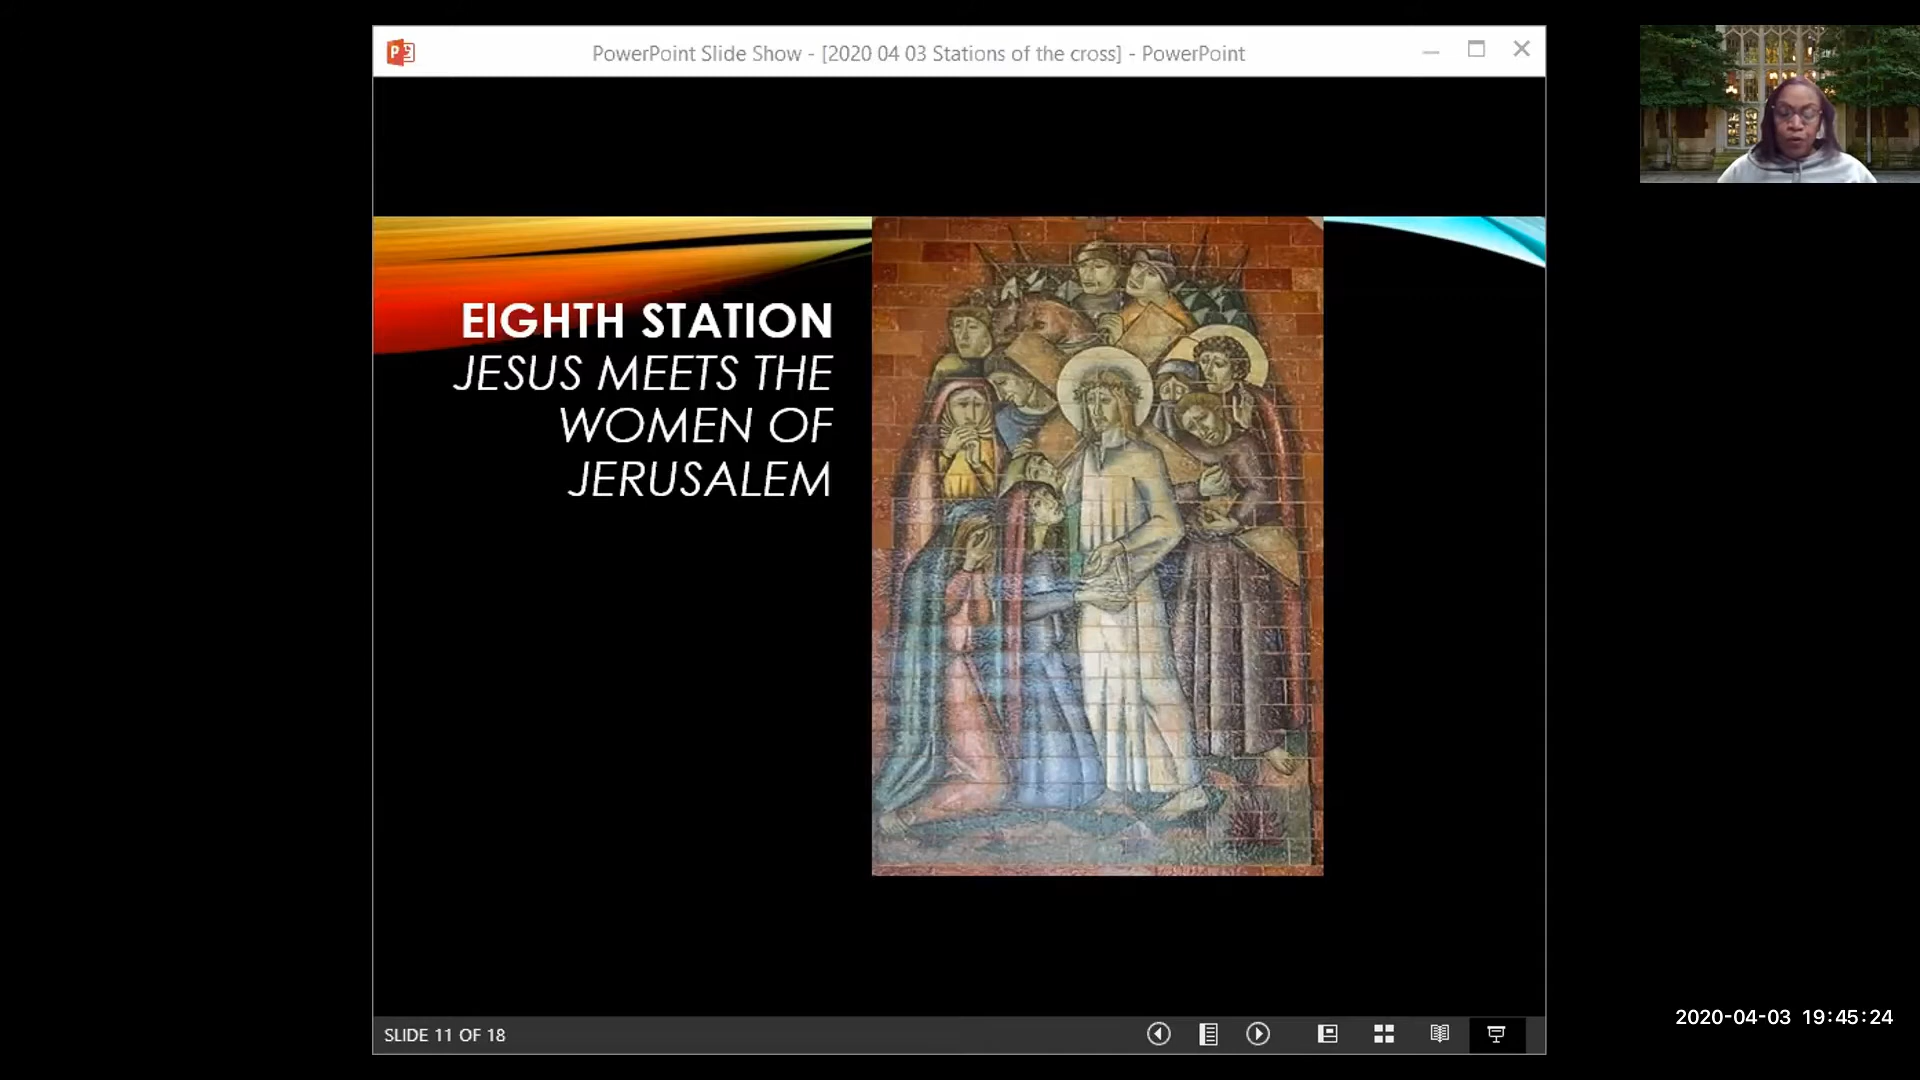 PowerPoint Slide Show - [2020 04 03 Stations of the cross] - PowerPoint
EIGHTH STATION
JESUS MEETS THE
WOMEN OF
JERUSALEM
SLIDE 11 OF 18
2020-04-03 19:45:24